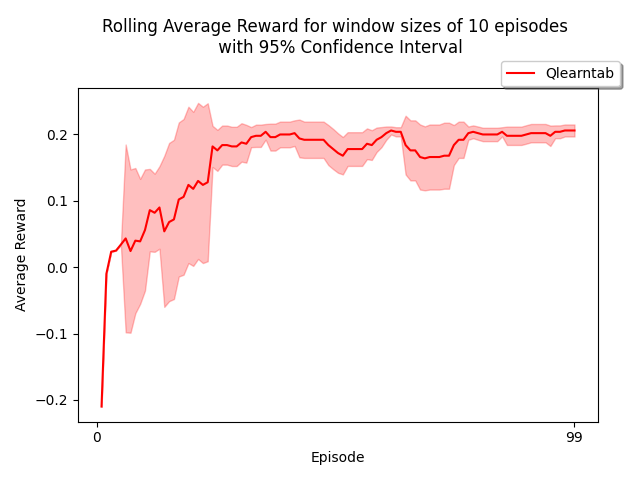 Rolling Average Reward for window sizes of 10 episodes
with 95% Confidence Interval
Qlearntab
0.2
0.1
0.0
−0.1
−0.2
Average Reward
0
99
Episode